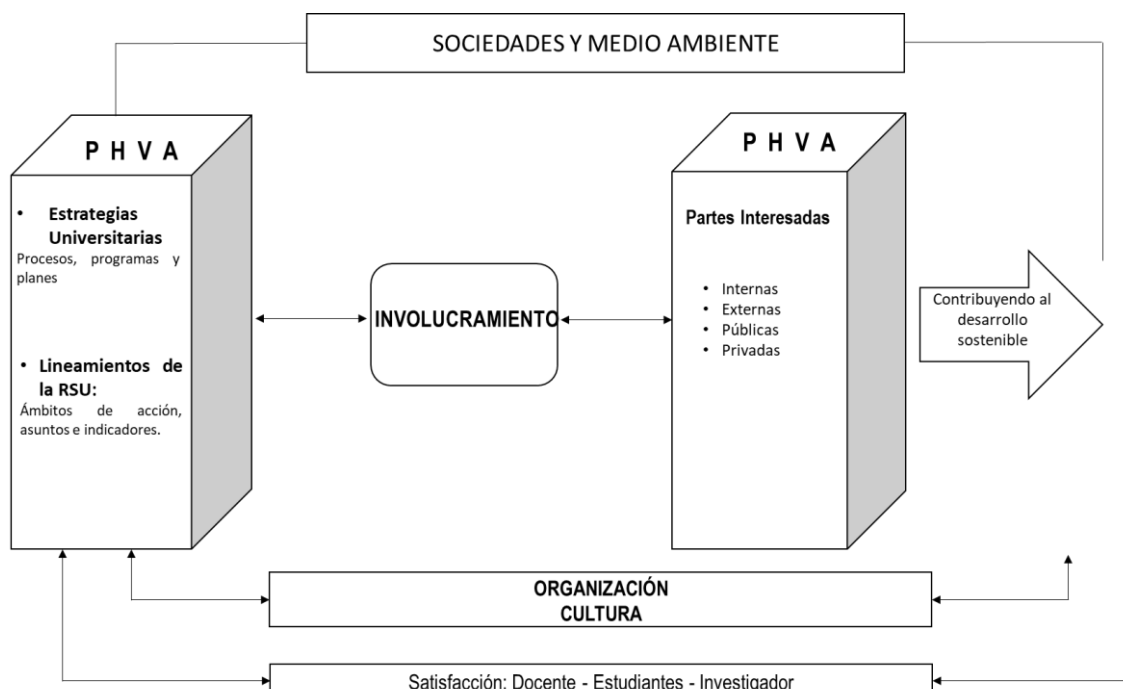 SOCIEDADES Y MEDIO AMBIENTE
P H V A
• Estrategias
Universitarias
Procesos, programas y
planes
• Lineamientos de
la RSU:
Ámbitos de acción,
asuntos e indicadores.
INVOLUCRAMIENTO
P H V A
Partes Interesadas
• Internas
• Externas
• Públicas
• Privadas
Contribuyendo al
desarrollo
sostenible
ORGANIZACIÓN
CULTURA
Satisfacción: Docente - Estudiantes - Investigador